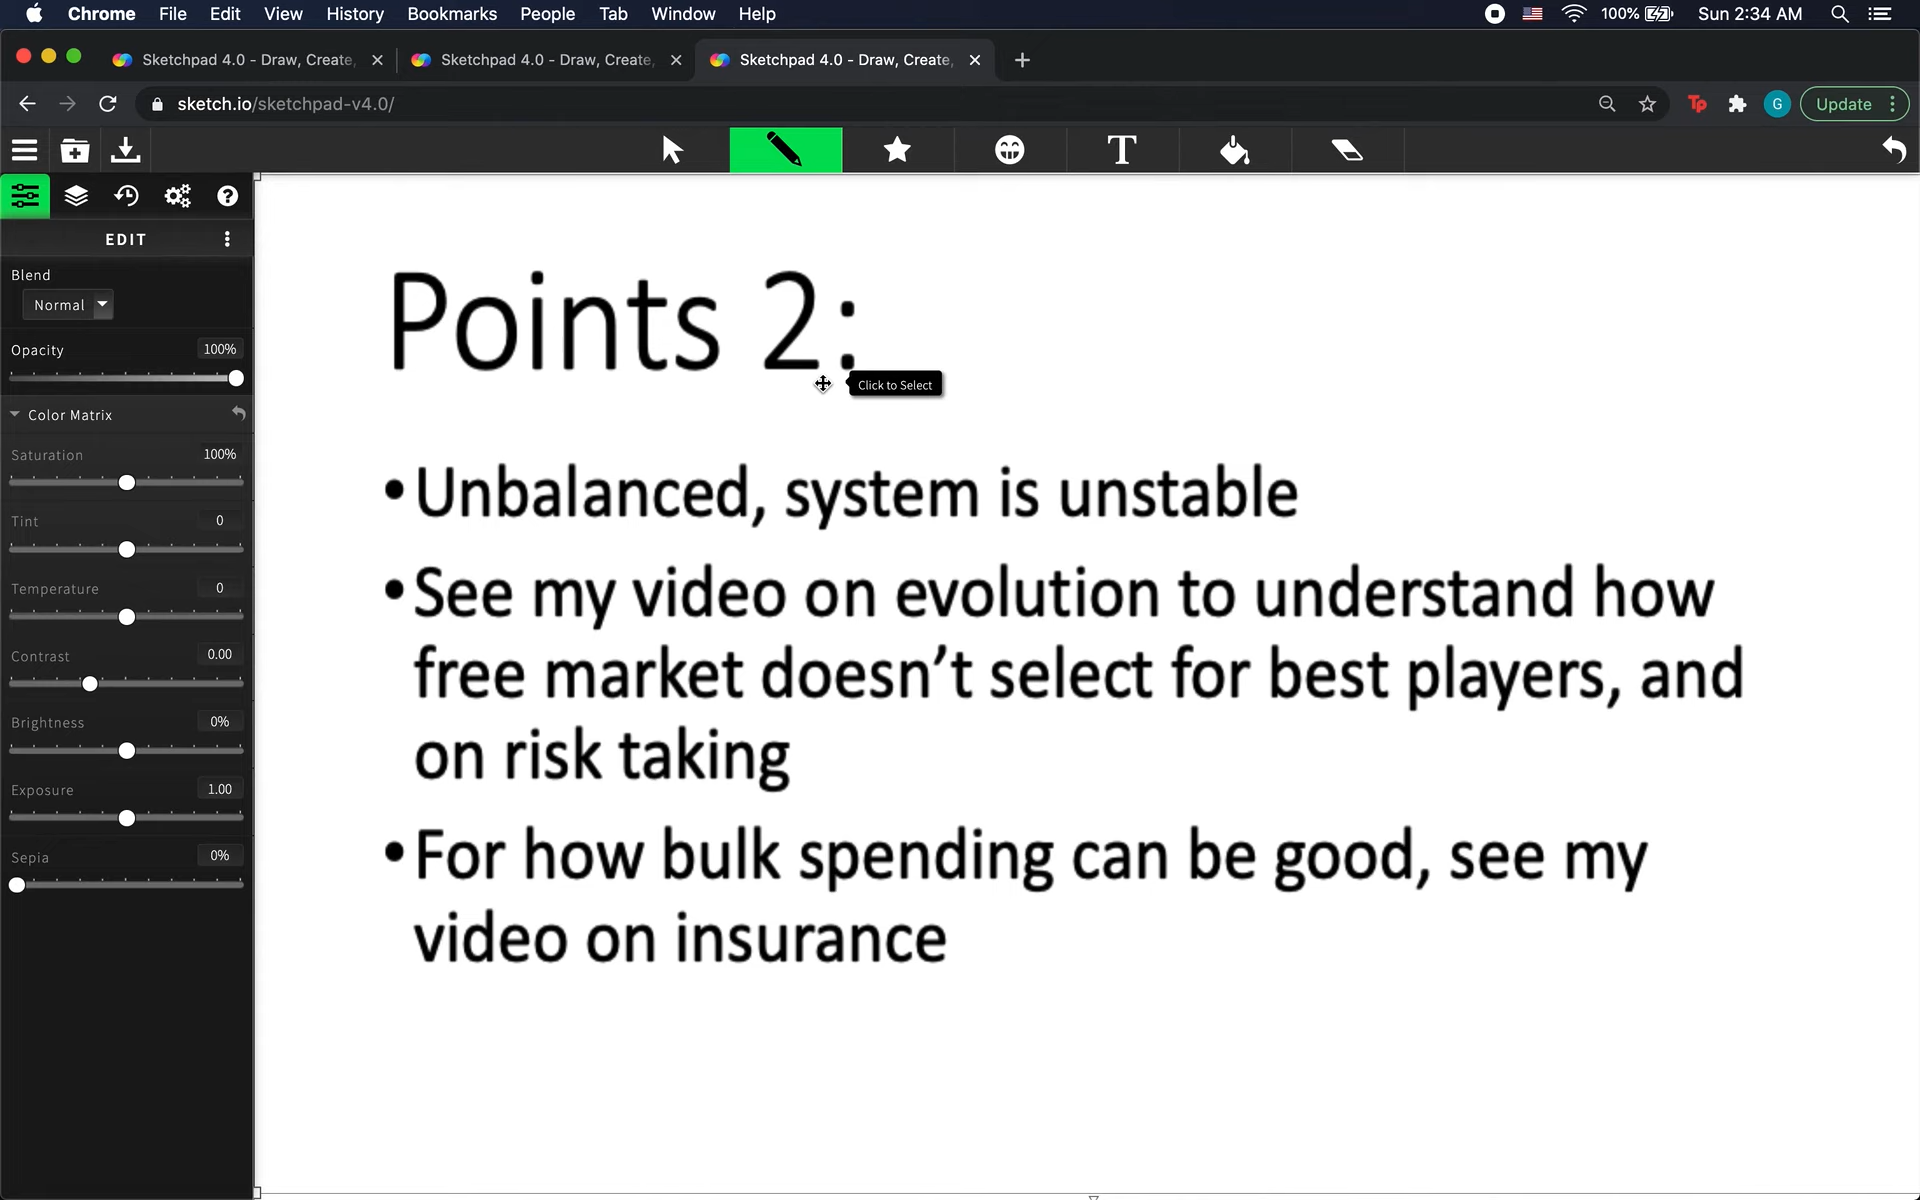 Chrome File Edit View History Bookmarks People Tab Window Help 100% Sun 2:34 AM
Sketchpad 4.0 - Draw, Create, Sketchpad 4.0 - Draw, Create, Sketchpad 4.0 - Draw, Create,
sketch.io/sketchpad-v4.0/ Tp G Update
T
EDIT
Blend
Normal
Opacity 100%
Color Matrix
Saturation 100%
Tint 0
Temperature 0
Contrast 0.00
Brightness 0%
Exposure 1.00
Sepia 0%
Points 2:
Click to Select
•Unbalanced, system is unstable
•See my video on evolution to understand how
free market doesn’t select for best players, and
on risk taking
•For how bulk spending can be good, see my
video on insurance